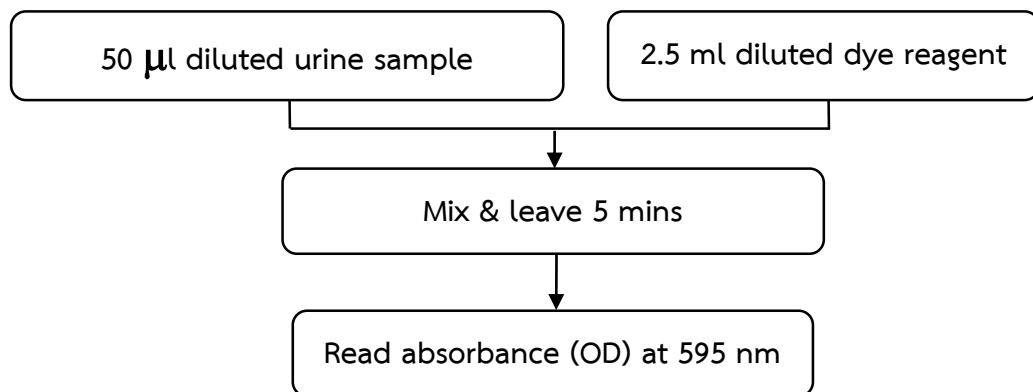 50 μl diluted urine sample
2.5 ml diluted dye reagent
Mix & leave 5 mins
Read absorbance (OD) at 595 nm